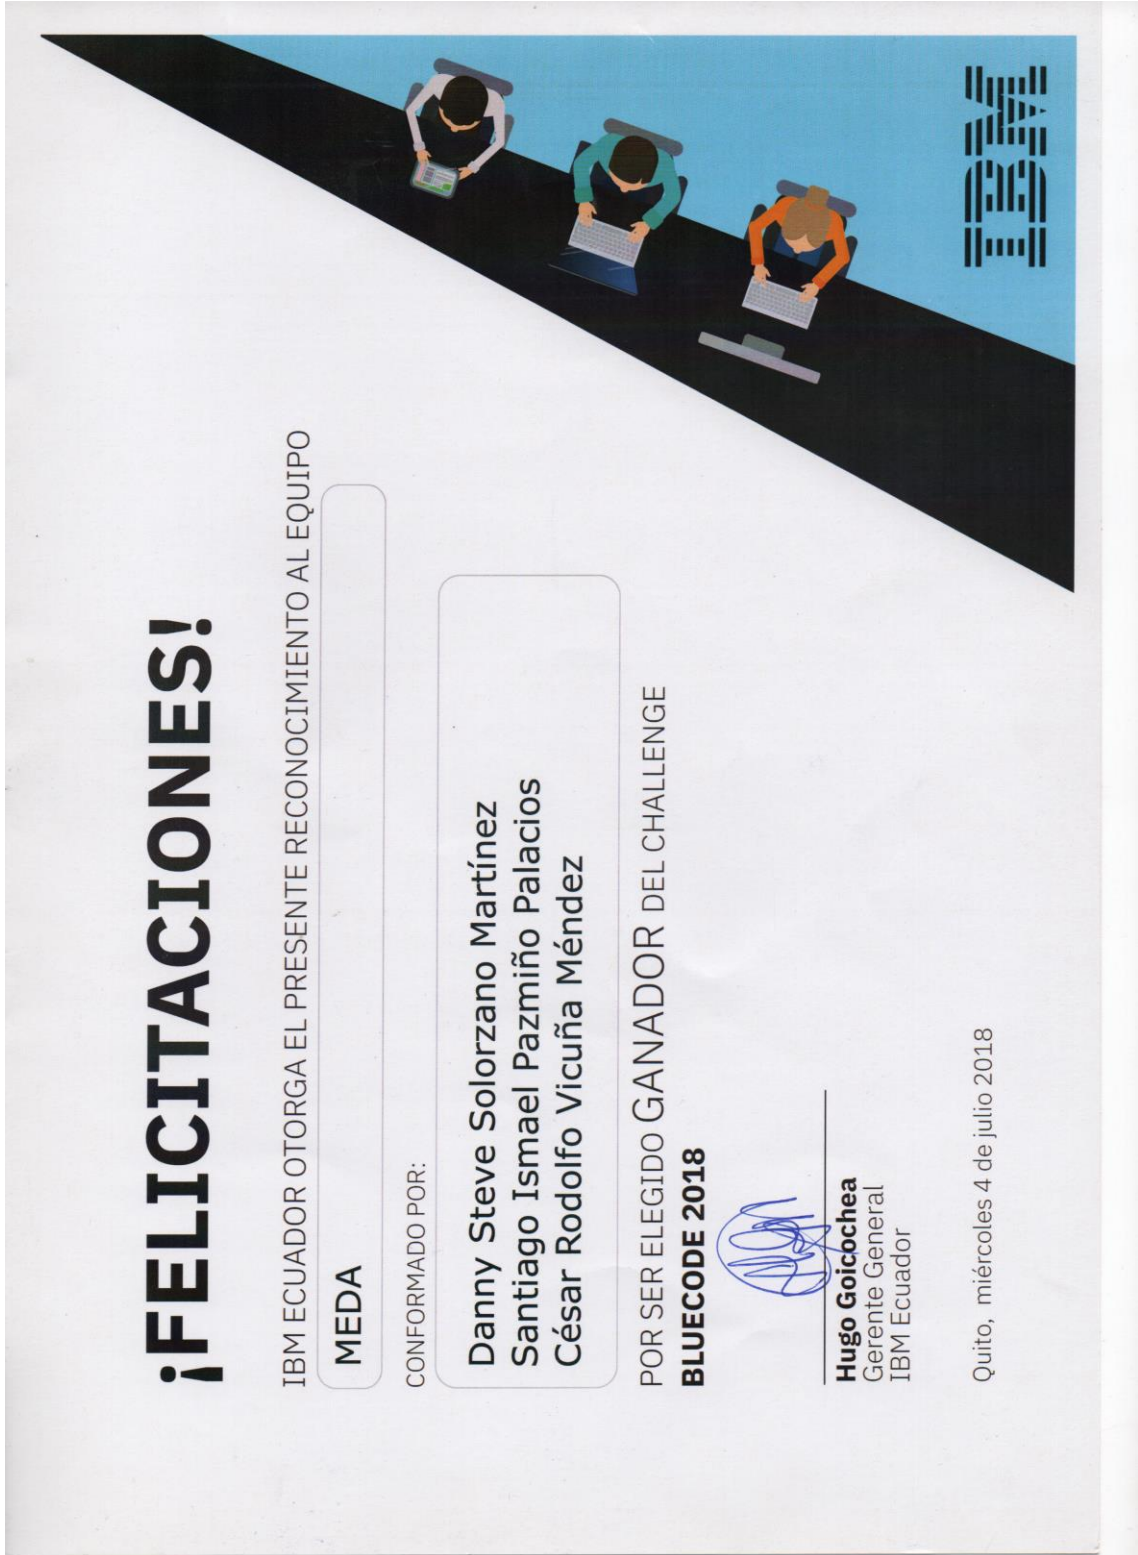 IBM
¡FELICITACIONES!
IBM ECUADOR OTORGA EL PRESENTE RECONOCIMIENTO AL EQUIPO
MEDA
CONFORMADO POR:
Danny Steve Solorzano Martínez
Santiago Ismael Pazmiño Palacios
César Rodolfo Vicuña Méndez
POR SER ELEGIDO GANADOR DEL CHALLENGE
BLUECODE 2018
Hugo Goicochea
Gerente General
IBM Ecuador
Quito, miércoles 4 de julio 2018